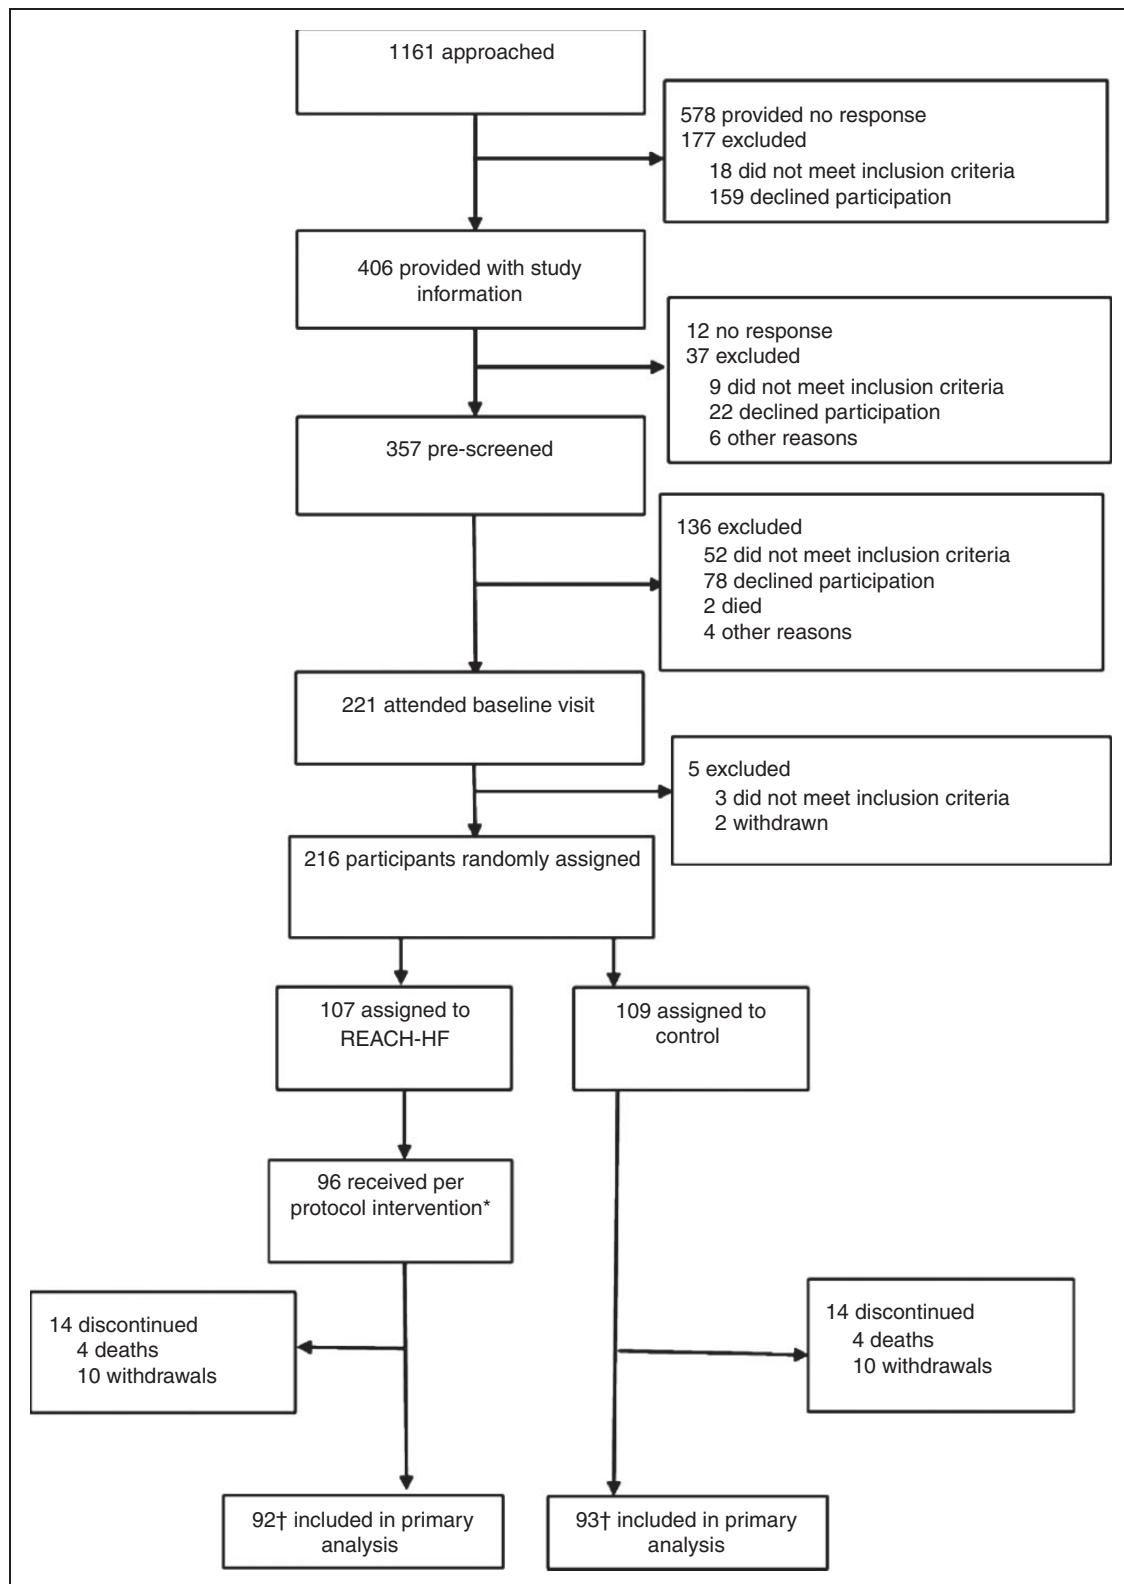 1161 approached
578 provided no response
177 excluded
18 did not meet inclusion criteria
159 declined participation
406 provided with study
information
12 no response
37 excluded
9 did not meet inclusion criteria
22 declined participation
6 other reasons
357 pre-screened
136 excluded
52 did not meet inclusion criteria
78 declined participation
2 died
4 other reasons
221 attended baseline visit
5 excluded
3 did not meet inclusion criteria
2 withdrawn
216 participants randomly assigned
107 assigned to
REACH-HF
109 assigned to
control
96 received per
protocol intervention*
14 discontinued
4 deaths
10 withdrawals
14 discontinued
4 deaths
10 withdrawals
92† included in primary
analysis
93† included in primary
analysis